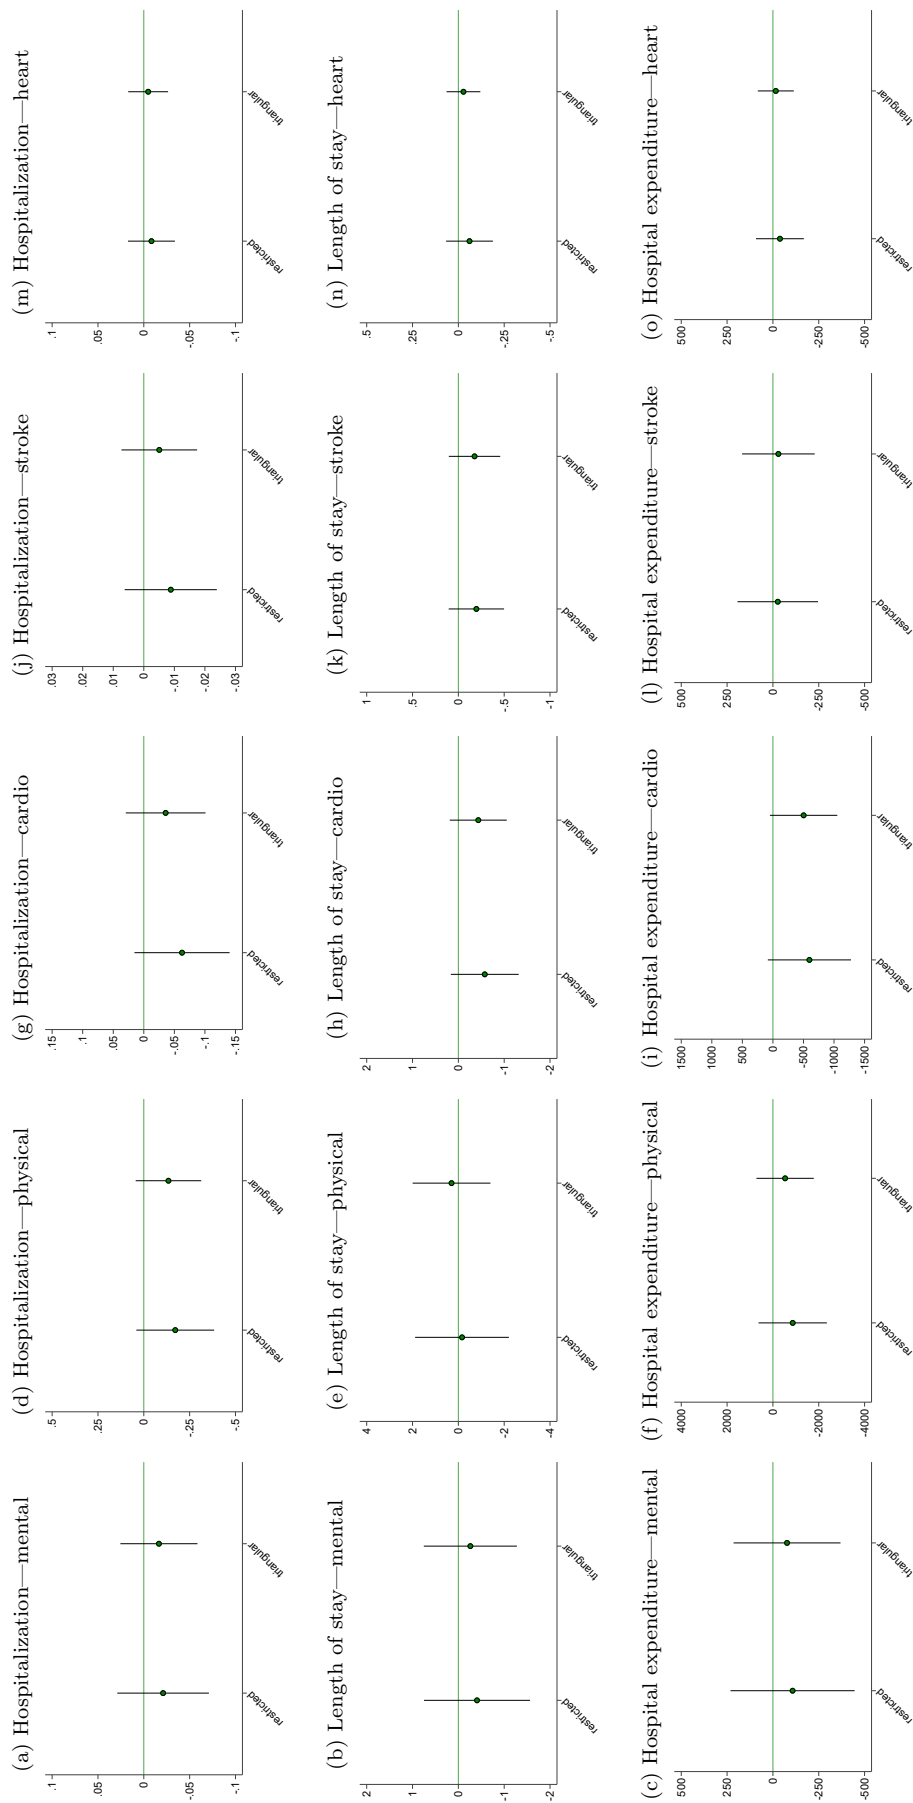 (a) Hospitalization—mental
.1
.05
0
-.05
-.1
restricted
triangular
(d) Hospitalization—physical
.5
.25
0
-.25
-.5
restricted
triangular
(g) Hospitalization—cardio
.15
.1
.05
0
-.05
-.1
-.15
restricted
triangular
(j) Hospitalization—stroke
.03
.02
.01
0
-.01
-.02
-.03
restricted
triangular
(m) Hospitalization—heart
.1
.05
0
-.05
-.1
restricted
triangular
(b) Length of stay—mental
2
1
0
-1
-2
restricted
triangular
(e) Length of stay—physical
4
2
0
-2
-4
restricted
triangular
(h) Length of stay—cardio
2
1
0
-1
-2
restricted
triangular
(k) Length of stay—stroke
1
.5
0
-.5
-1
restricted
triangular
(n) Length of stay—heart
.5
.25
0
-.25
-.5
restricted
triangular
(c) Hospital expenditure—mental
500
250
0
-250
-500
restricted
triangular
(f) Hospital expenditure—physical
4000
2000
0
-2000
-4000
restricted
triangular
(i) Hospital expenditure—cardio
1500
1000
500
0
-500
-1000
-1500
restricted
triangular
(l) Hospital expenditure—stroke
500
250
0
-250
-500
restricted
triangular
(o) Hospital expenditure—heart
500
250
0
-250
-500
restricted
triangular